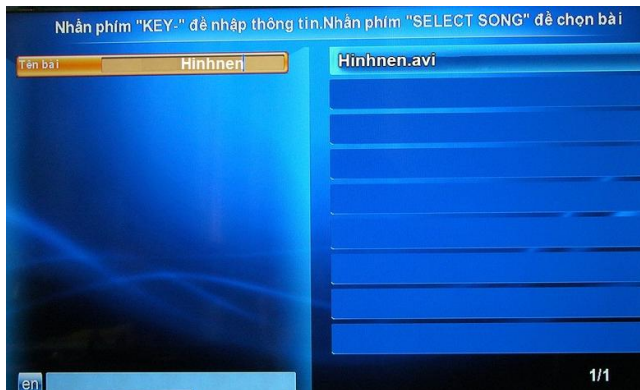 Nhấn phím "KEY-" để nhập thông tin.Nhấn phím "SELECT SONG" để chọn bài
Tên bài
Hinhnen
Hinhnen.avi
en
1/1